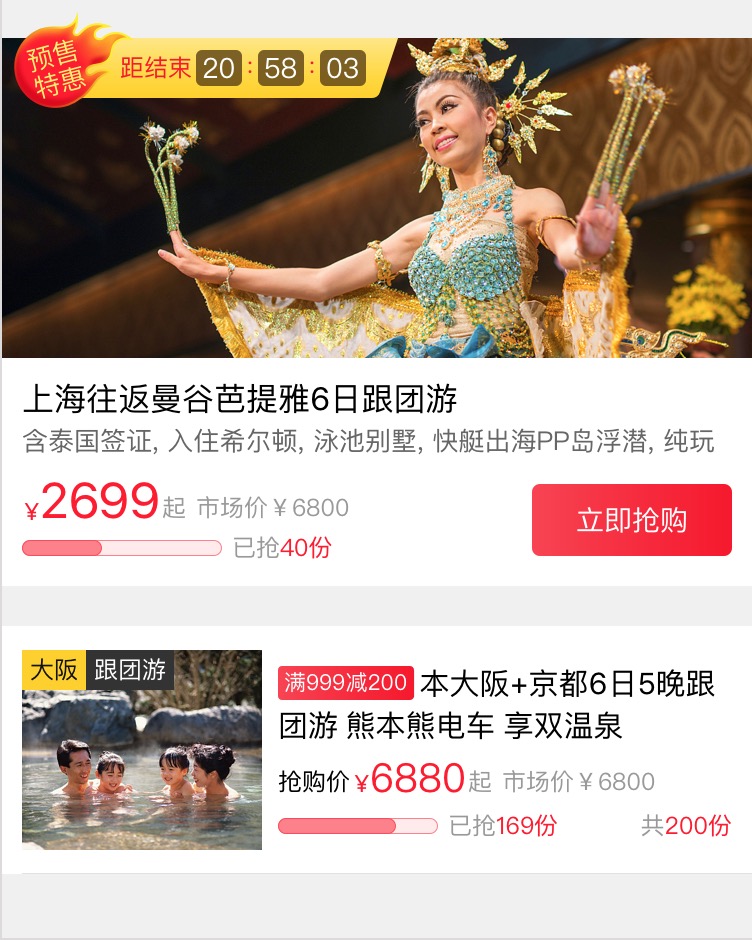 预售
特惠
距结束 20 : 58 : 03
上海往返曼谷芭提雅6日跟团游
含泰国签证, 入住希尔顿, 泳池别墅, 快艇出海PP岛浮潜, 纯玩
¥2699起 市场价￥6800
立即抢购
已抢40份
大阪 跟团游
满999减200 本大阪+京都6日5晚跟
团游 熊本熊电车 享双温泉
抢购价 ¥6880起 市场价￥6800
已抢169份 共200份